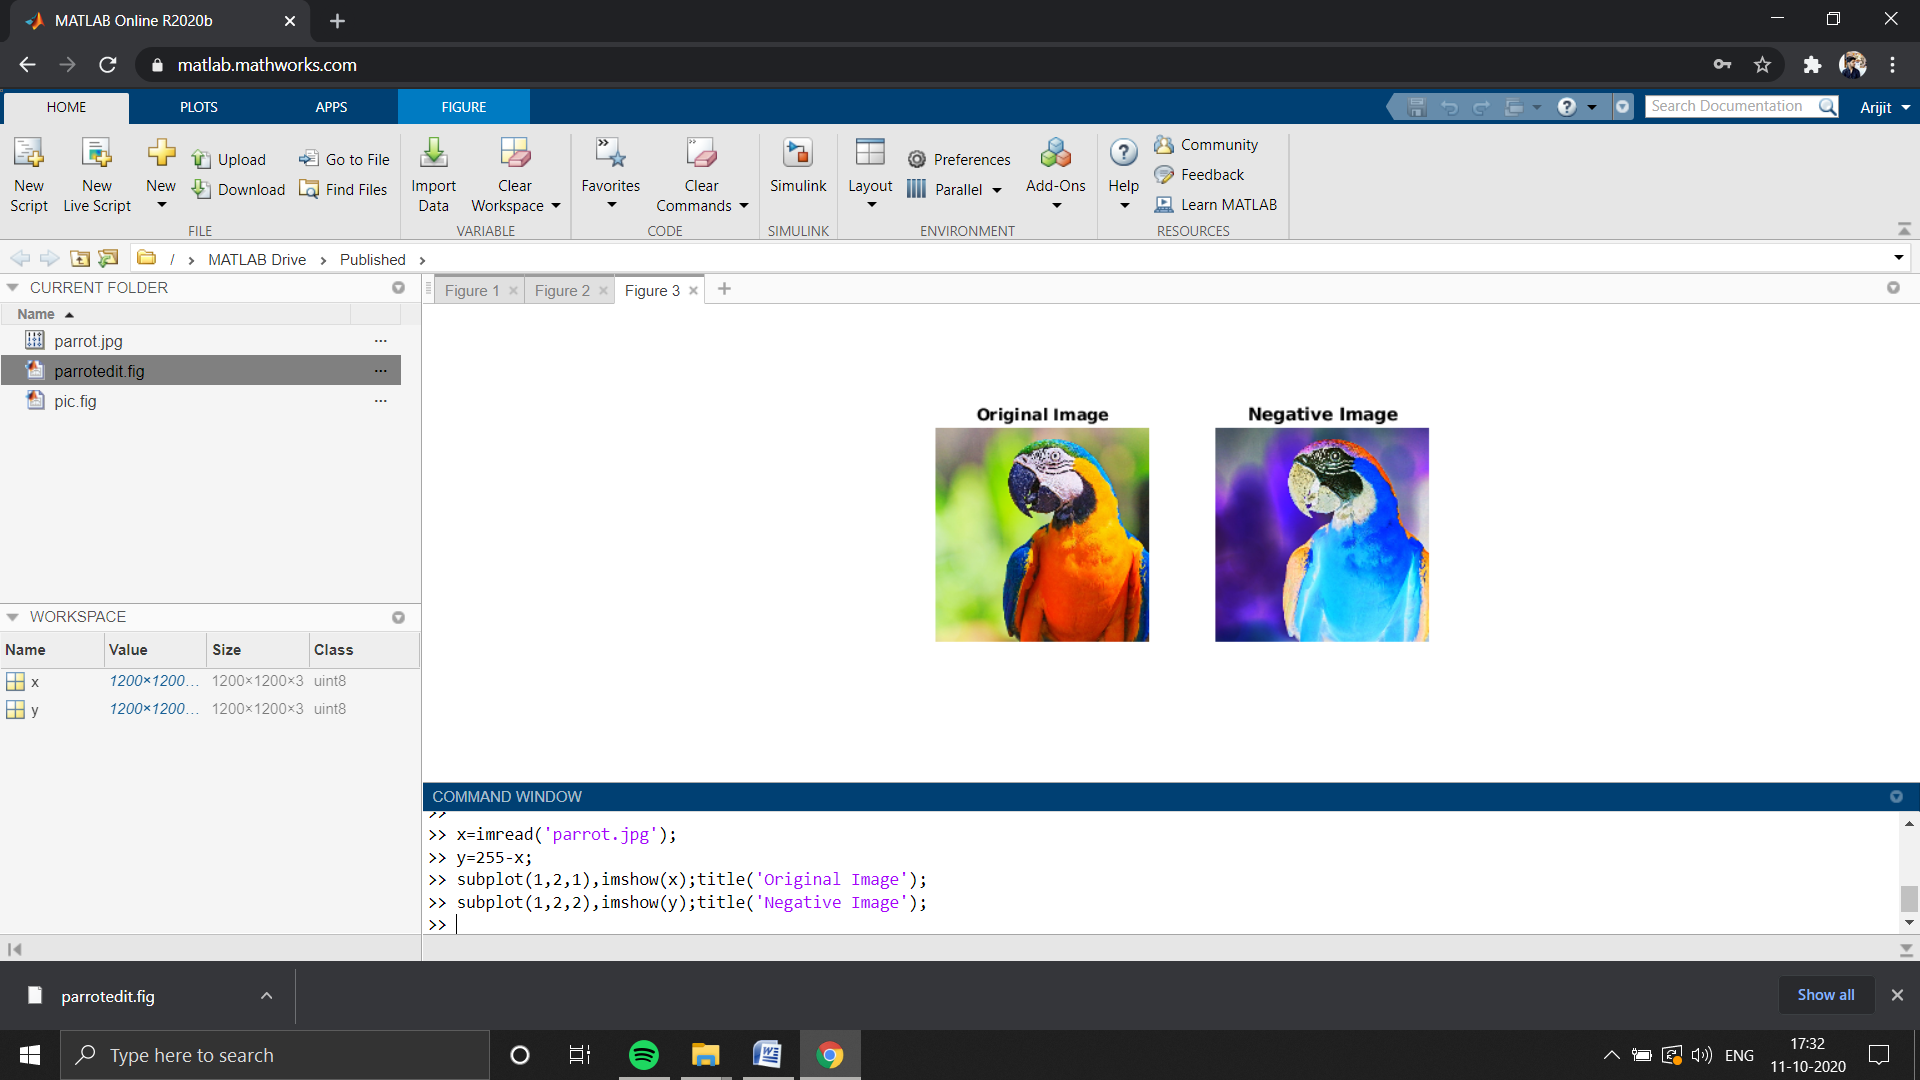 MATLAB Online R2020b
matlab.mathworks.com
HOME PLOTS APPS FIGURE
Search Documentation Arijit
New Script
New Live Script
New
Upload
Download
Go to File
Find Files
FILE
Import Data
Clear Workspace
VARIABLE
Favorites
Clear Commands
CODE
Simulink
SIMULINK
Layout
Preferences
Parallel
Add-Ons
ENVIRONMENT
Help
Community
Feedback
Learn MATLAB
RESOURCES
/ › MATLAB Drive › Published ›
CURRENT FOLDER
Name
parrot.jpg ...
parrotedit.fig ...
pic.fig ...
WORKSPACE
Name Value Size Class
x 1200×1200... 1200×1200×3 uint8
y 1200×1200... 1200×1200×3 uint8
Figure 1 Figure 2 Figure 3
Original Image
Negative Image
COMMAND WINDOW
>>
>> x=imread('parrot.jpg');
>> y=255-x;
>> subplot(1,2,1),imshow(x);title('Original Image');
>> subplot(1,2,2),imshow(y);title('Negative Image');
>>
parrotedit.fig
Show all
Type here to search
ENG
17:32
11-10-2020